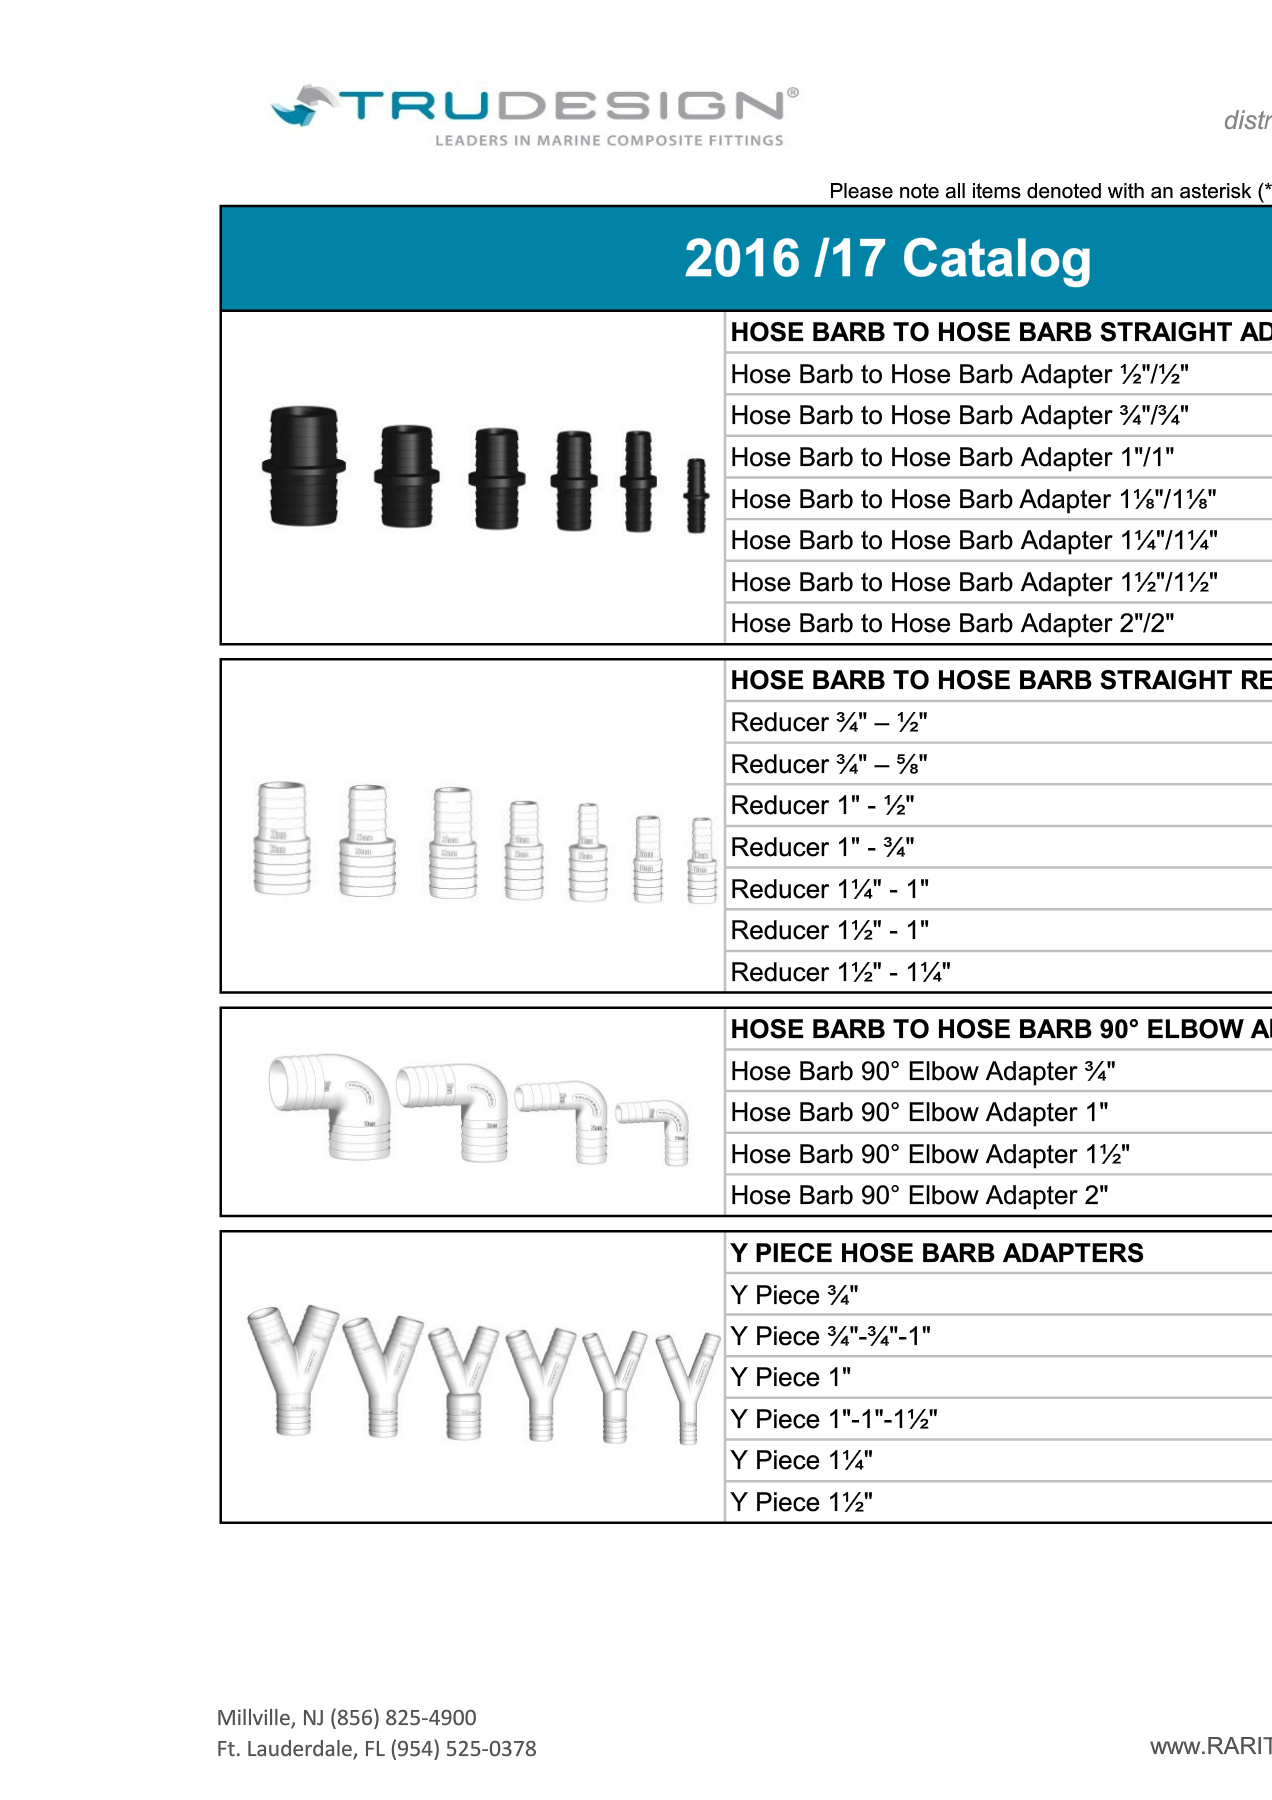 TRUDESIGN®
LEADERS IN MARINE COMPOSITE FITTINGS
distr
Please note all items denoted with an asterisk (*
2016 /17 Catalog
HOSE BARB TO HOSE BARB STRAIGHT AD
Hose Barb to Hose Barb Adapter ½"/½"
Hose Barb to Hose Barb Adapter ¾"/¾"
Hose Barb to Hose Barb Adapter 1"/1"
Hose Barb to Hose Barb Adapter 1⅛"/1⅛"
Hose Barb to Hose Barb Adapter 1¼"/1¼"
Hose Barb to Hose Barb Adapter 1½"/1½"
Hose Barb to Hose Barb Adapter 2"/2"
HOSE BARB TO HOSE BARB STRAIGHT RE
Reducer ¾" – ½"
Reducer ¾" – ⅝"
Reducer 1" - ½"
Reducer 1" - ¾"
Reducer 1¼" - 1"
Reducer 1½" - 1"
Reducer 1½" - 1¼"
HOSE BARB TO HOSE BARB 90° ELBOW A
Hose Barb 90° Elbow Adapter ¾"
Hose Barb 90° Elbow Adapter 1"
Hose Barb 90° Elbow Adapter 1½"
Hose Barb 90° Elbow Adapter 2"
Y PIECE HOSE BARB ADAPTERS
Y Piece ¾"
Y Piece ¾"-¾"-1"
Y Piece 1"
Y Piece 1"-1"-1½"
Y Piece 1¼"
Y Piece 1½"
Millville, NJ (856) 825-4900
Ft. Lauderdale, FL (954) 525-0378
www.RARIT